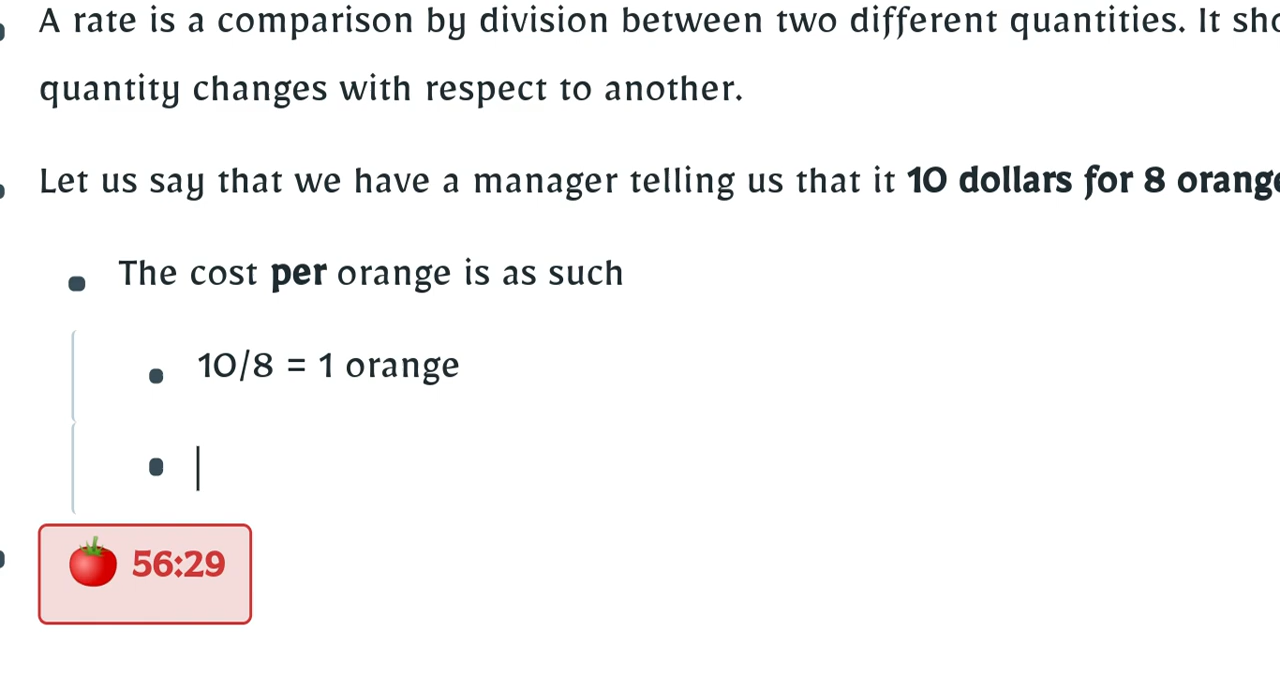 A rate is a comparison by division between two different quantities. It
quantity changes with respect to another.
Let us say that we have a manager telling us that it 10 dollars for 8
The cost per orange is as such
10/8 = 1 orange
56:29